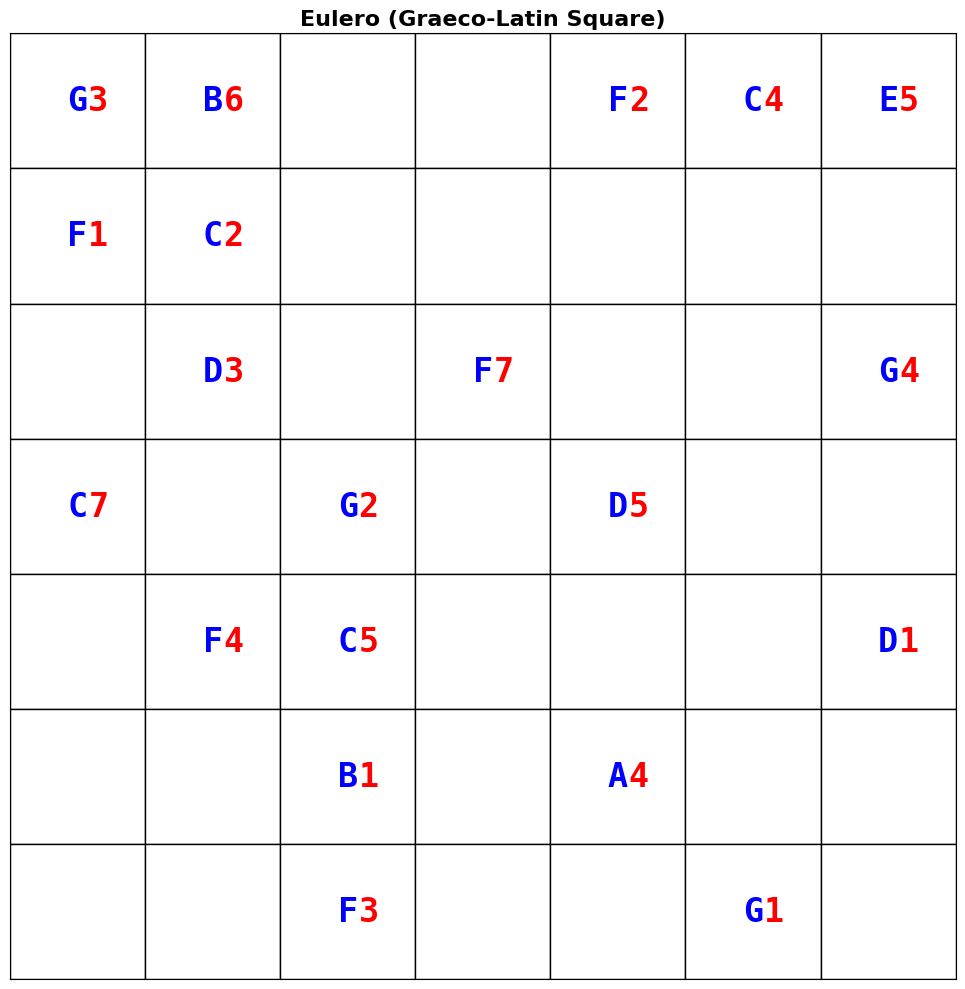 Eulero (Graeco-Latin Square)
G3 B6 F2 C4 E5
F1 C2
D3 F7 G4
C7 G2 D5
F4 C5 D1
B1 A4
F3 G1